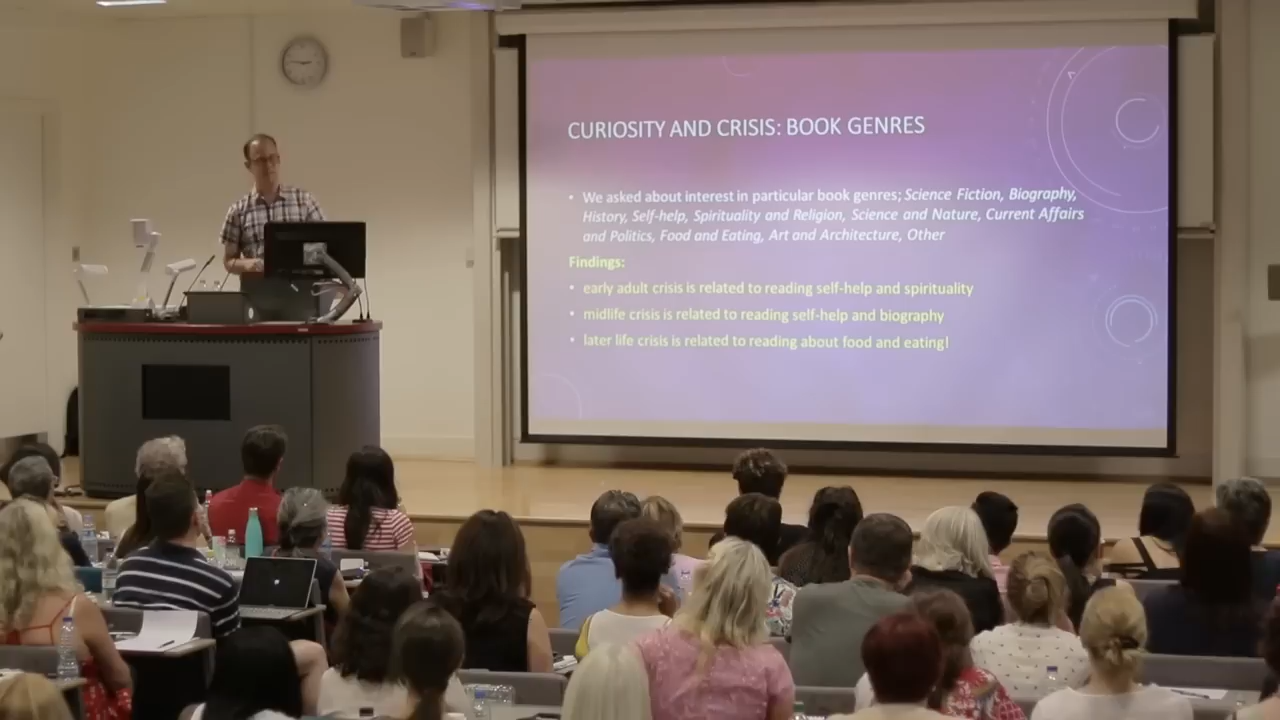 CURIOSITY AND CRISIS: BOOK GENRES
• We asked about interest in particular book genres; Science Fiction, Biography,
History, Self-help, Spirituality and Religion, Science and Nature, Current Affairs
and Politics, Food and Eating, Art and Architecture, Other
Findings:
• early adult crisis is related to reading self-help and spirituality
• midlife crisis is related to reading self-help and biography
• later life crisis is related to reading about food and eating!